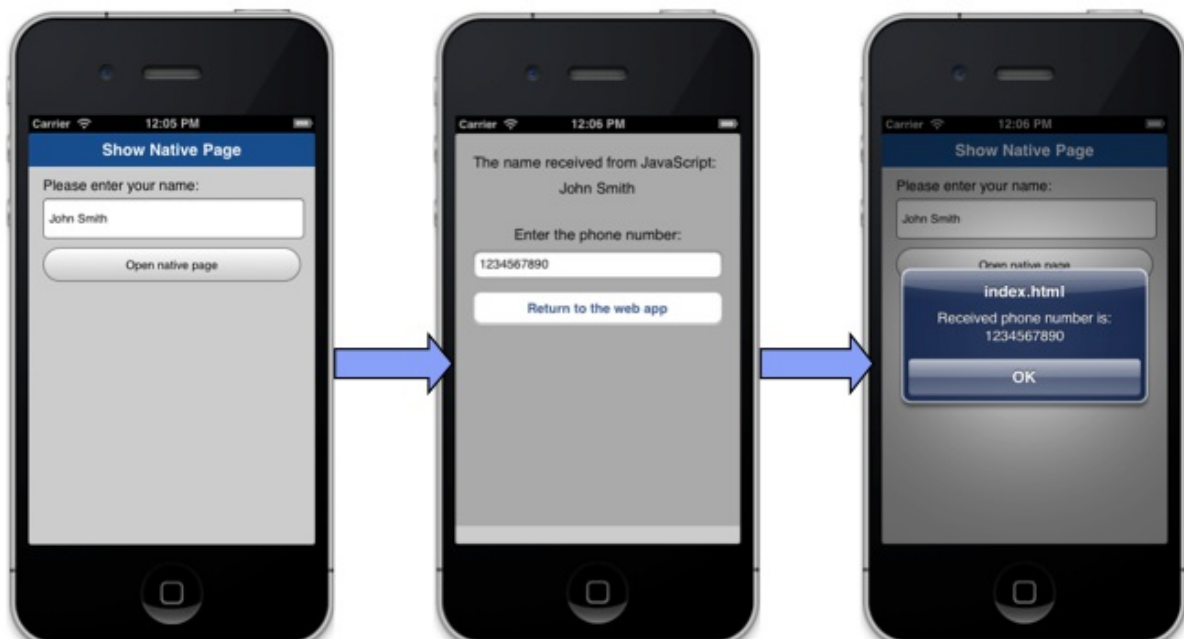 Carrier 12:05 PM
Show Native Page
Please enter your name:
John Smith
Open native page
Carrier 12:06 PM
The name received from JavaScript:
John Smith
Enter the phone number:
1234567890
Return to the web app
Carrier 12:06 PM
Show Native Page
Please enter your name:
John Smith
Open native page
index.html
Received phone number is:
1234567890
OK